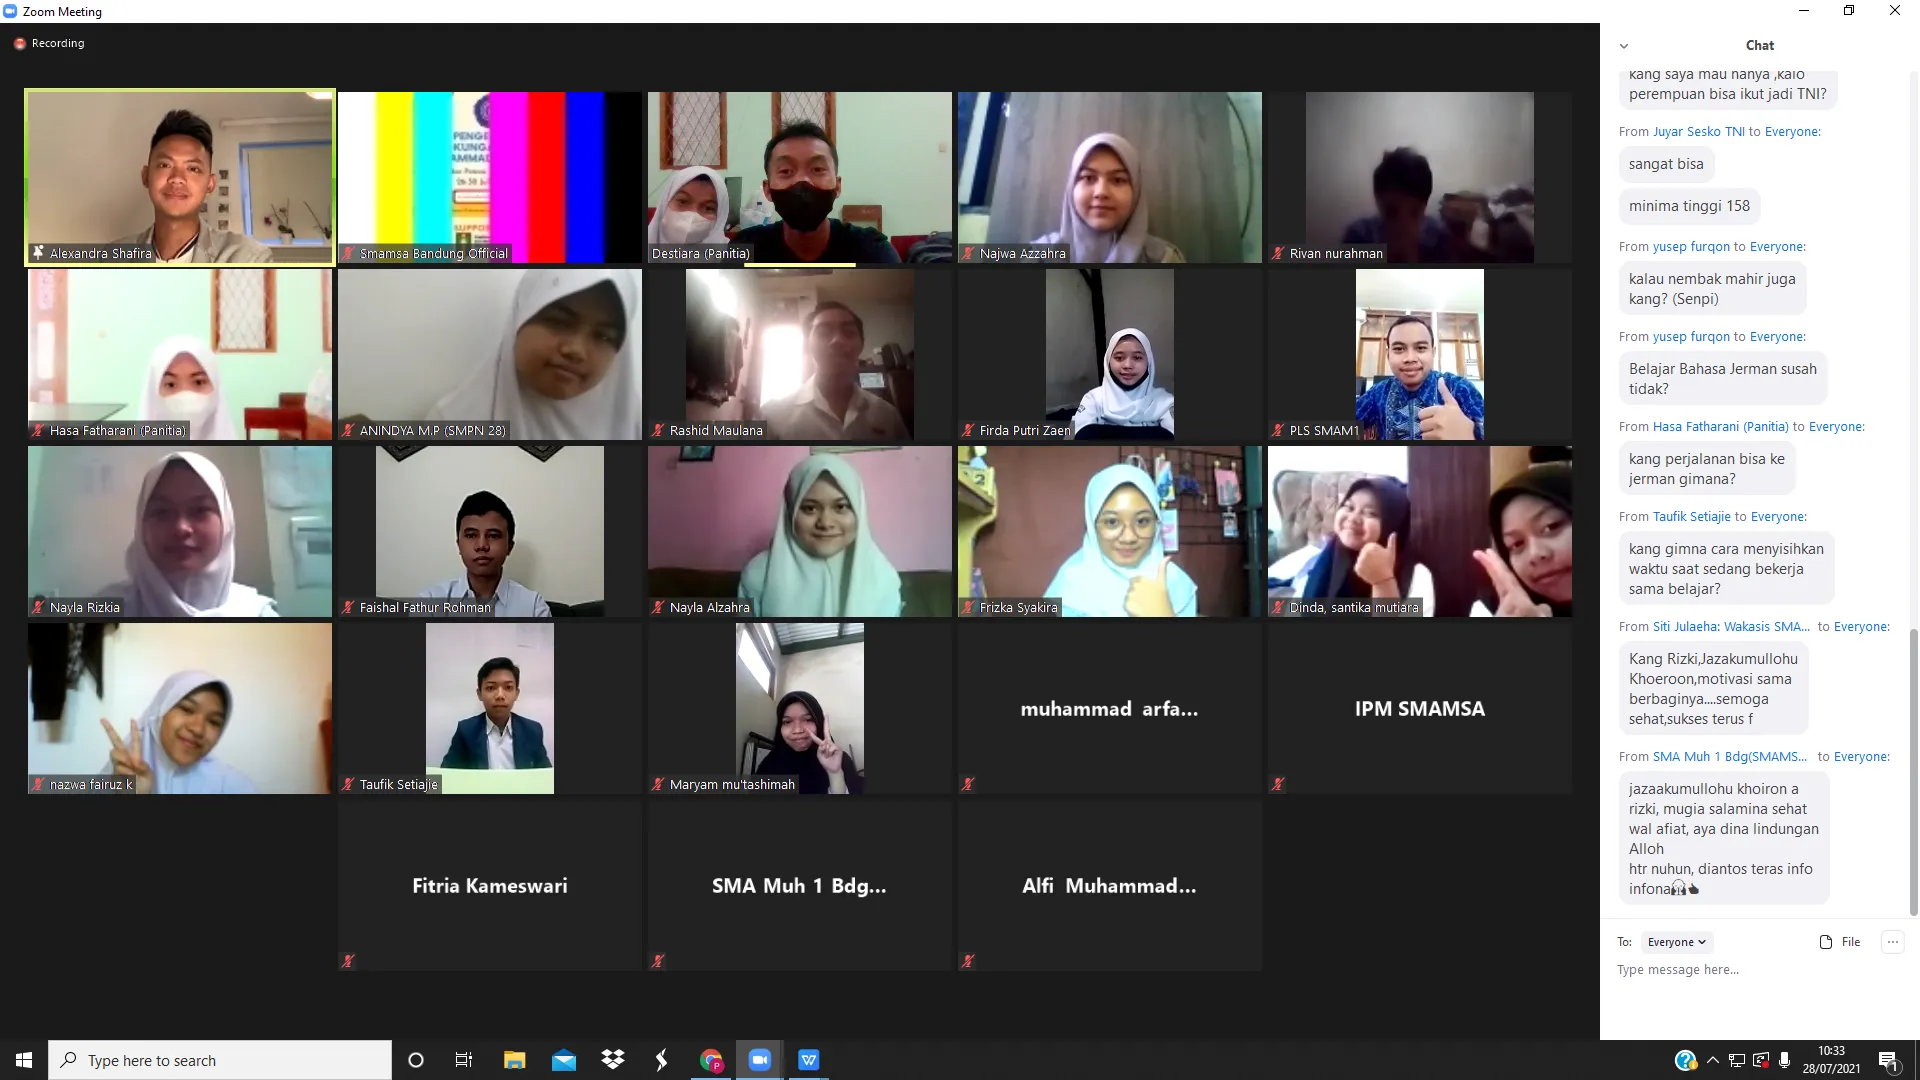 Zoom Meeting
Recording
Alexandra Shafira
PENGE
KUNGA
AMMAD
26-30 Jul
SUPPOR
Smamsa Bandung Official
Destiara (Panitia)
Najwa Azzahra
Rivan nurahman
Hasa Fatharani (Panitia)
ANINDYA M.P (SMPN 28)
Rashid Maulana
Firda Putri Zaen
PLS SMAM1
Nayla Rizkia
Faishal Fathur Rohman
Nayla Alzahra
2
Frizka Syakira
Dinda, santika mutiara
nazwa fairuz k
Taufik Setiajie
Maryam mu'tashimah
muhammad arfa...
IPM SMAMSA
Fitria Kameswari
SMA Muh 1 Bdg...
Alfi Muhammad...
Chat
kang saya mau nanya ,kalo
perempuan bisa ikut jadi TNI?
From Juyar Sesko TNI to Everyone:
sangat bisa
minima tinggi 158
From yusep furqon to Everyone:
kalau nembak mahir juga
kang? (Senpi)
From yusep furqon to Everyone:
Belajar Bahasa Jerman susah
tidak?
From Hasa Fatharani (Panitia) to Everyone:
kang perjalanan bisa ke
jerman gimana?
From Taufik Setiajie to Everyone:
kang gimna cara menyisihkan
waktu saat sedang bekerja
sama belajar?
From Siti Julaeha: Wakasis SMA... to Everyone:
Kang Rizki,Jazakumullohu
Khoeroon,motivasi sama
berbaginya....semoga
sehat,sukses terus f
From SMA Muh 1 Bdg(SMAMS... to Everyone:
jazaakumullohu khoiron a
rizki, mugia salamina sehat
wal afiat, aya dina lindungan
Alloh
htr nuhun, diantos teras info
infona
To: Everyone
File
Type message here...
Type here to search
10:33
28/07/2021
1